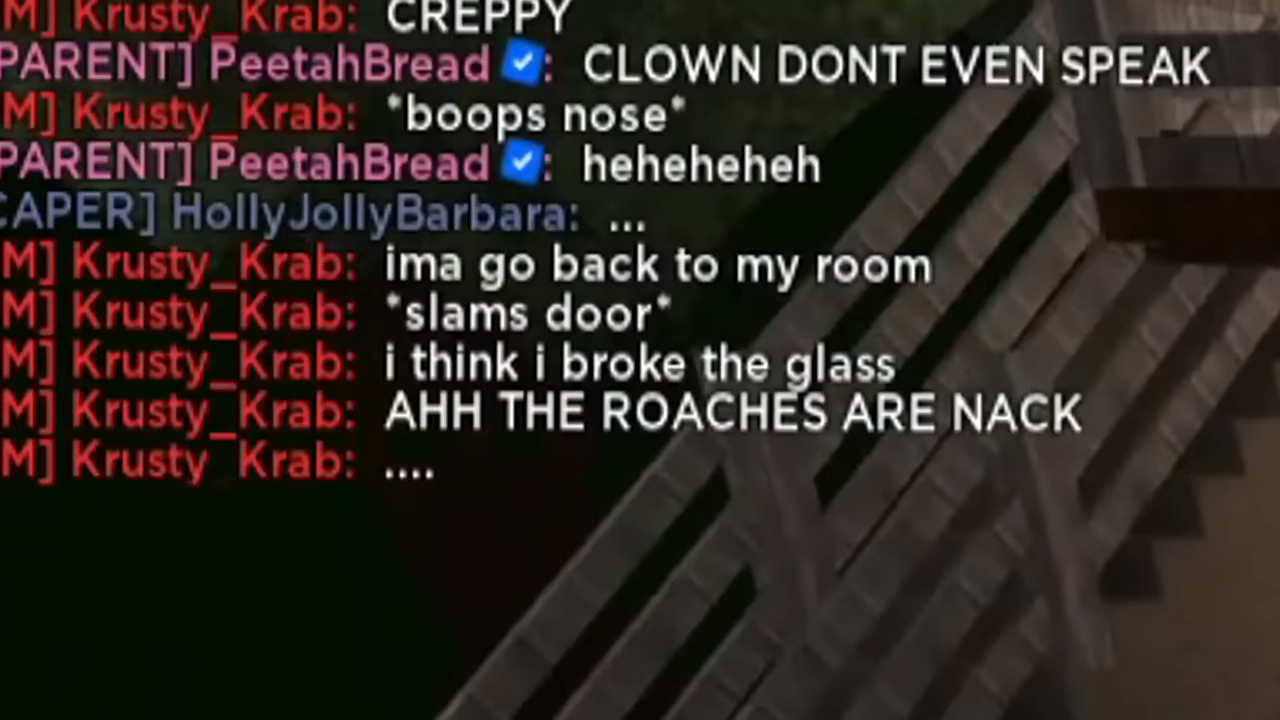 M] Krusty_Krab: CREPPY
PARENT] PeetahBread: CLOWN DONT EVEN SPEAK
M] Krusty_Krab: *boops nose*
PARENT] PeetahBread: heheheheh
CAPER] HollyJollyBarbara: ...
M] Krusty_Krab: ima go back to my room
M] Krusty_Krab: *slams door*
M] Krusty_Krab: i think i broke the glass
M] Krusty_Krab: AHH THE ROACHES ARE NACK
M] Krusty_Krab: ....